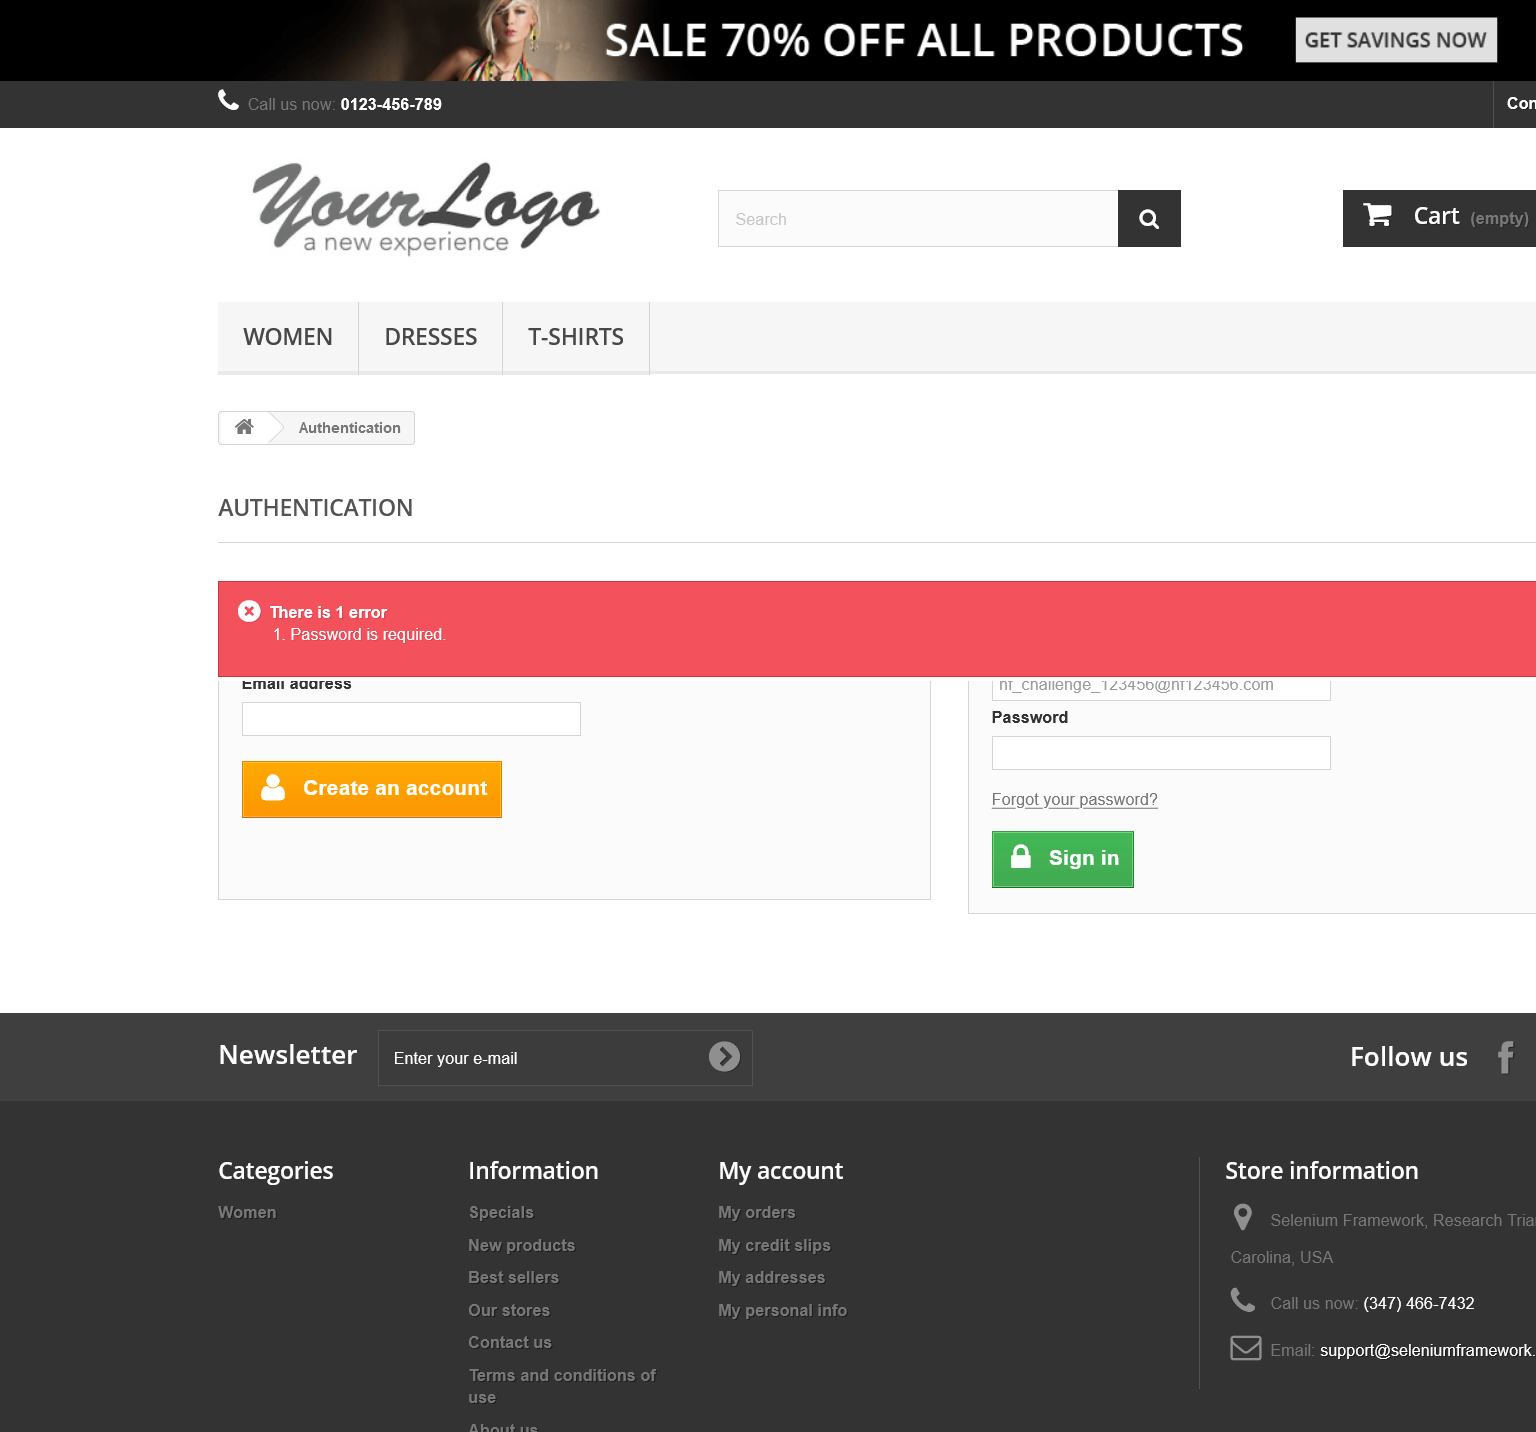 SALE 70% OFF ALL PRODUCTS
GET SAVINGS NOW
Call us now: 0123-456-789
Con
YourLogo
a new experience
Search
Cart (empty)
WOMEN
DRESSES
T-SHIRTS
Authentication
AUTHENTICATION
There is 1 error
1. Password is required.
Email address
Create an account
hf_challenge_123456@hf123456.com
Password
Forgot your password?
Sign in
Newsletter
Enter your e-mail
Follow us
Categories
Women
Information
Specials
New products
Best sellers
Our stores
Contact us
Terms and conditions of
use
About us
My account
My orders
My credit slips
My addresses
My personal info
Store information
Selenium Framework, Research Tria
Carolina, USA
Call us now: (347) 466-7432
Email: support@seleniumframework.